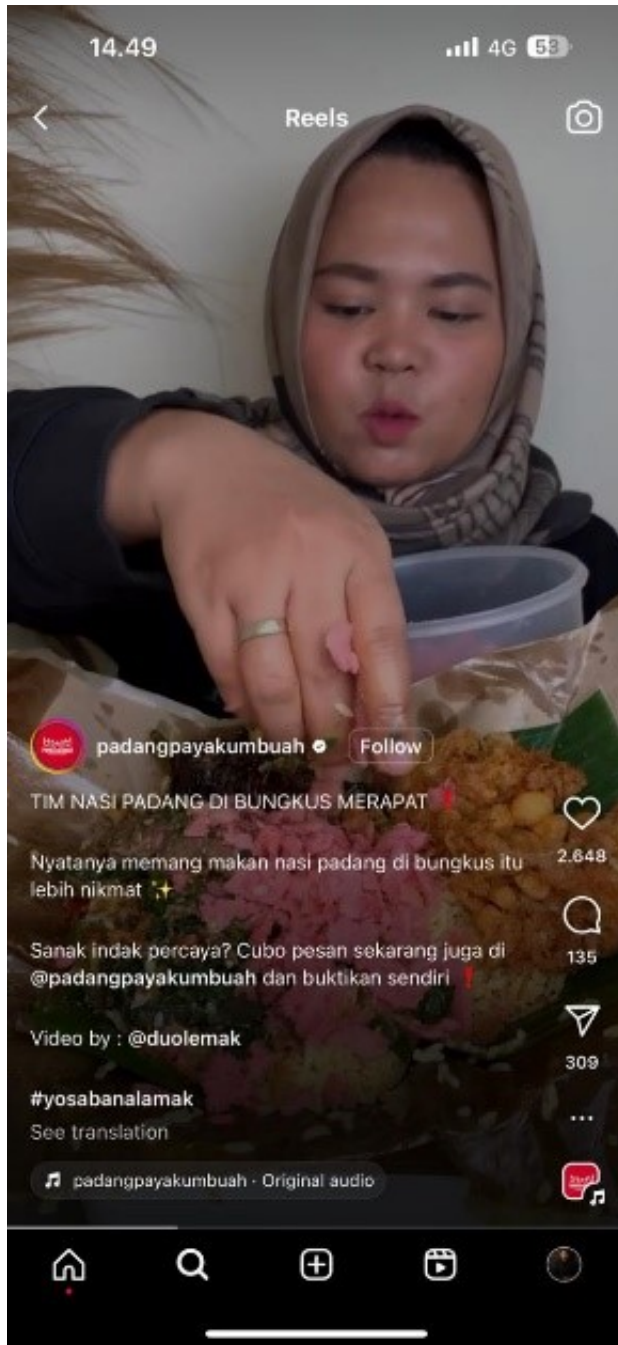 14.49
4G 53
Reels
padangpayakumbuah
Follow
TIM NASI PADANG DI BUNGKUS MERAPAT❗
Nyatanya memang makan nasi padang di bungkus itu
lebih nikmat ✨
2.648
Sanak indak percaya? Cubo pesan sekarang juga di
@padangpayakumbuah dan buktikan sendiri❗
135
Video by : @duolemak
309
#yosabanalamak
See translation
padangpayakumbuah · Original audio